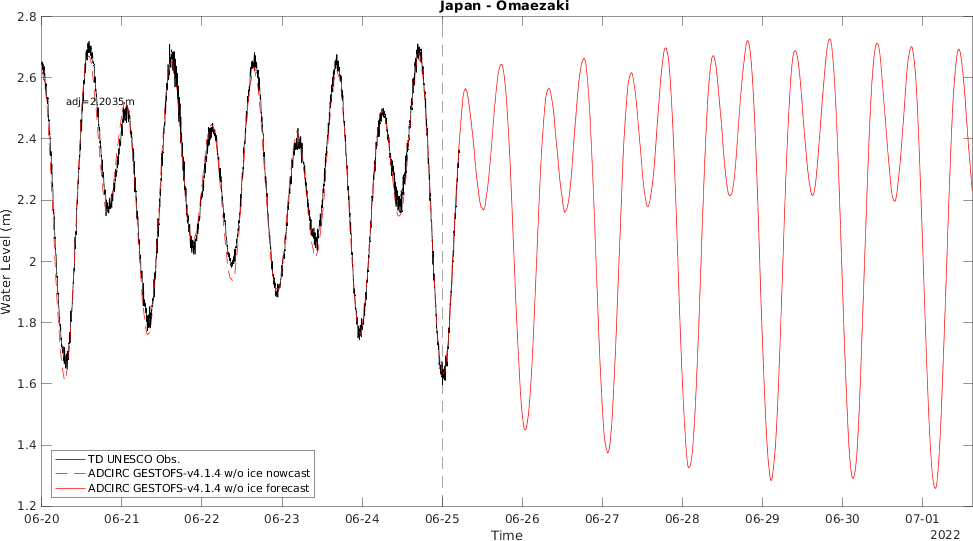 Japan - Omaezaki
2.8
2.6
2.4
2.2
2
1.8
1.6
1.4
1.2
Water Level (m)
adj=2.2035m
TD UNESCO Obs.
ADCIRC GESTOFS-v4.1.4 w/o ice nowcast
ADCIRC GESTOFS-v4.1.4 w/o ice forecast
06-20 06-21 06-22 06-23 06-24 06-25 06-26 06-27 06-28 06-29 06-30 07-01
Time
2022